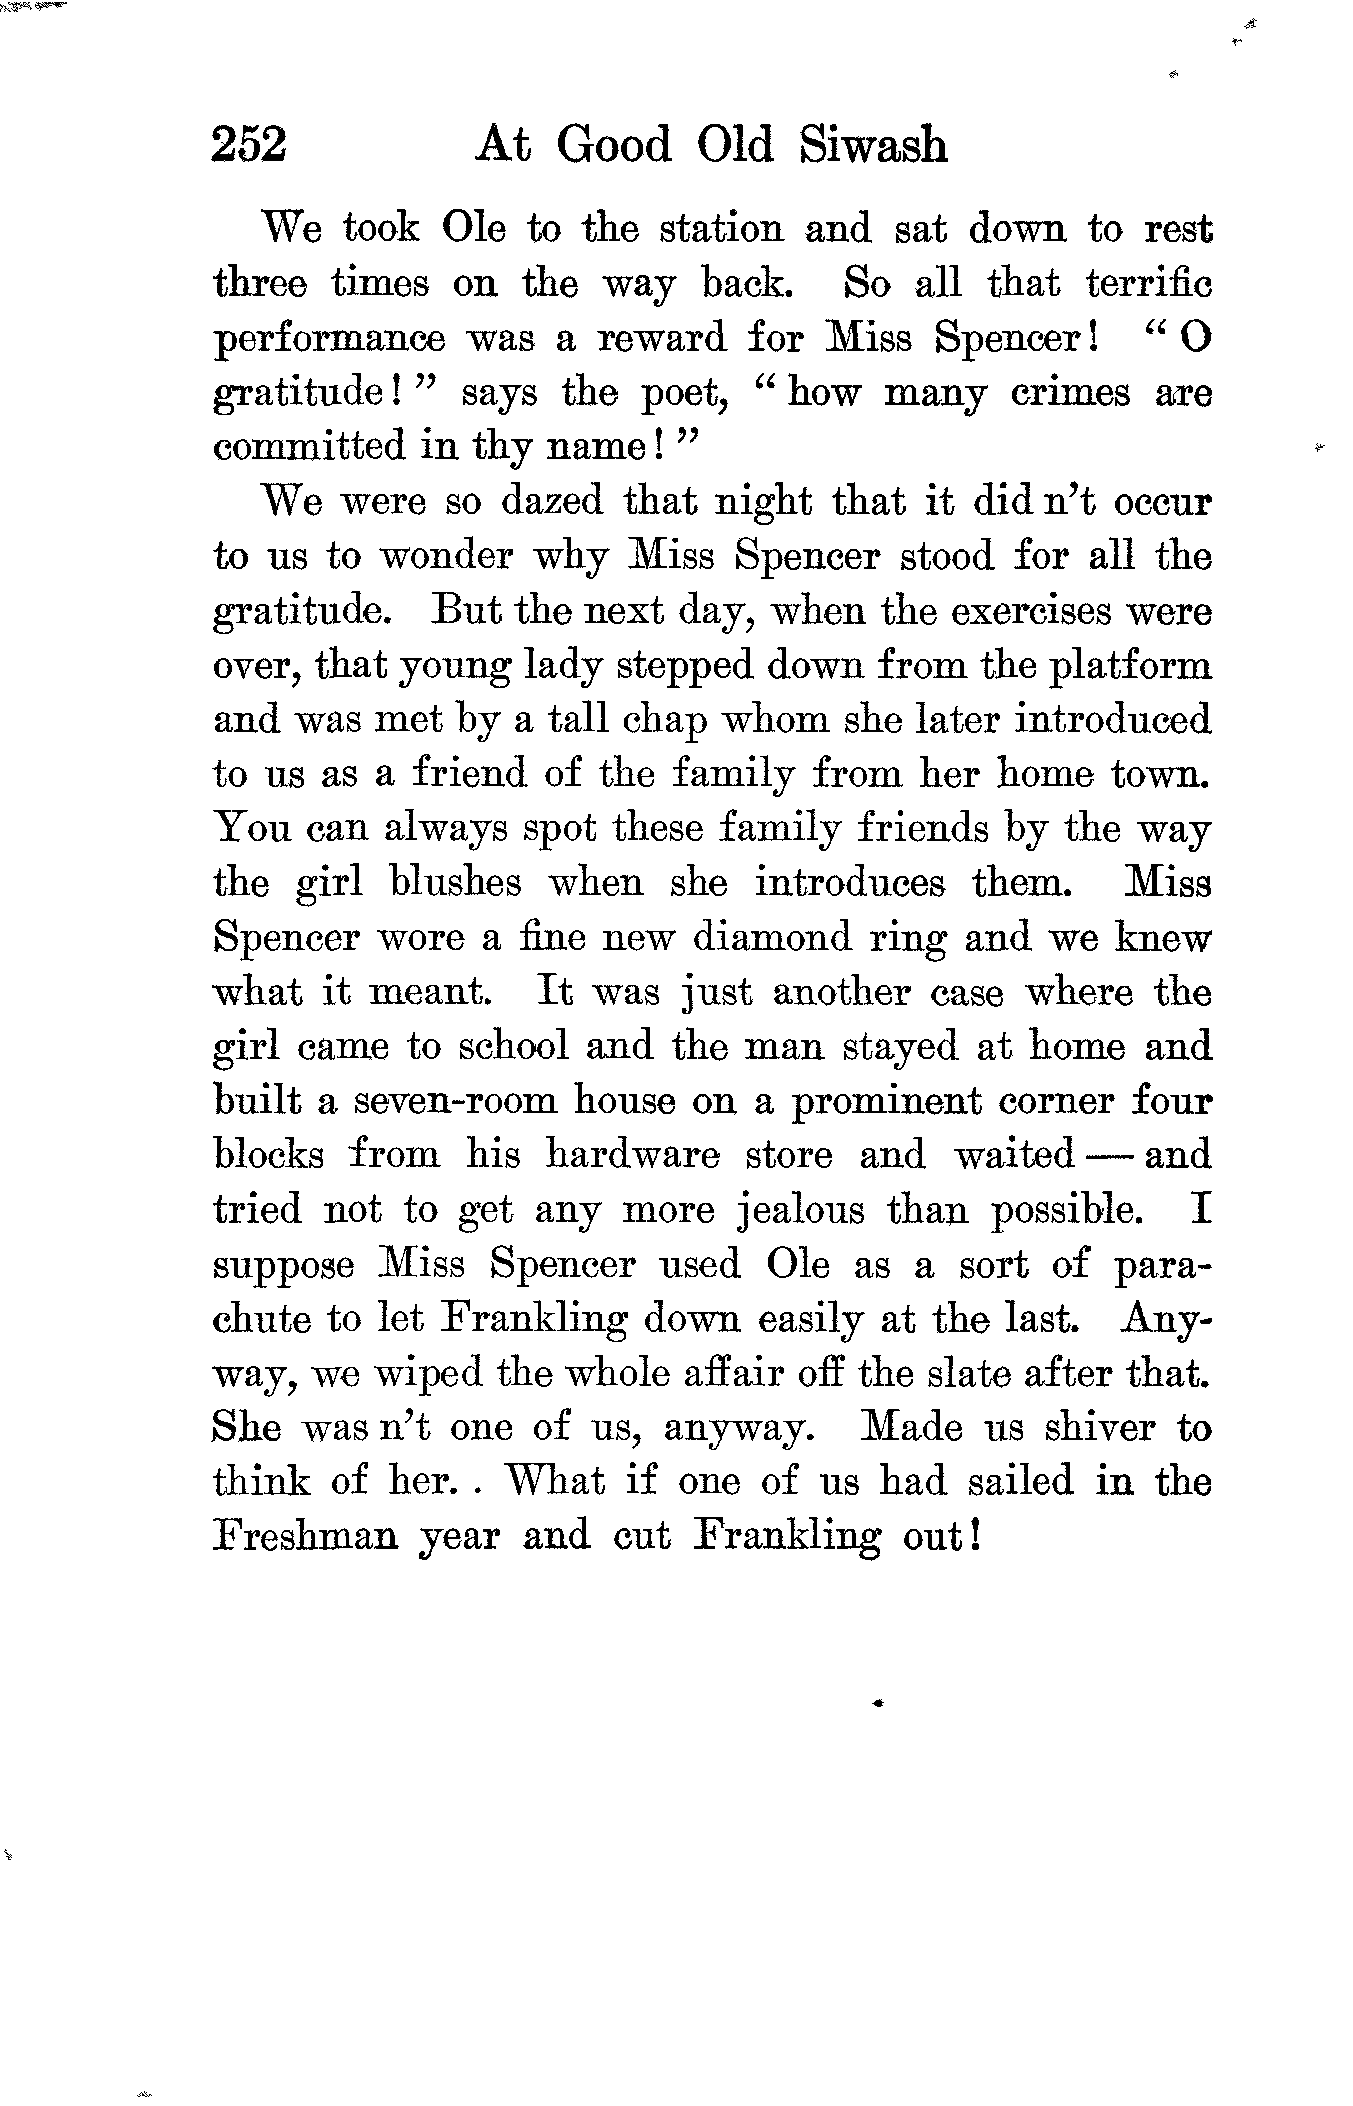 252 At Good Old Siwash
We took Ole to the station and sat down to rest
three times on the way back. So all that terrific
performance was a reward for Miss Spencer! " O
gratitude! " says the poet, " how many crimes are
committed in thy name! "
We were so dazed that night that it did n't occur
to us to wonder why Miss Spencer stood for all the
gratitude. But the next day, when the exercises were
over, that young lady stepped down from the platform
and was met by a tall chap whom she later introduced
to us as a friend of the family from her home town.
You can always spot these family friends by the way
the girl blushes when she introduces them. Miss
Spencer wore a fine new diamond ring and we knew
what it meant. It was just another case where the
girl came to school and the man stayed at home and
built a seven-room house on a prominent corner four
blocks from his hardware store and waited — and
tried not to get any more jealous than possible. I
suppose Miss Spencer used Ole as a sort of para-
chute to let Frankling down easily at the last. Any-
way, we wiped the whole affair off the slate after that.
She was n't one of us, anyway. Made us shiver to
think of her. . What if one of us had sailed in the
Freshman year and cut Frankling out!